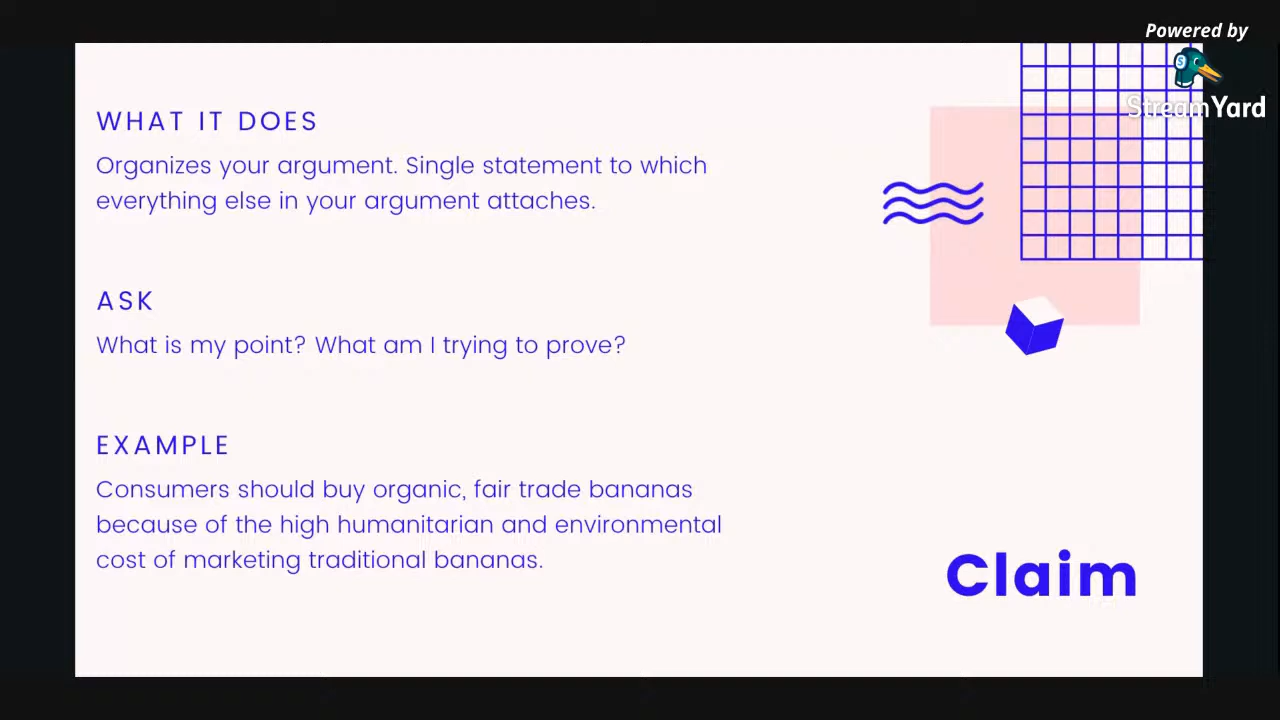 Powered by
StreamYard
WHAT IT DOES
Organizes your argument. Single statement to which
everything else in your argument attaches.
ASK
What is my point? What am I trying to prove?
EXAMPLE
Consumers should buy organic, fair trade bananas
because of the high humanitarian and environmental
cost of marketing traditional bananas.
Claim